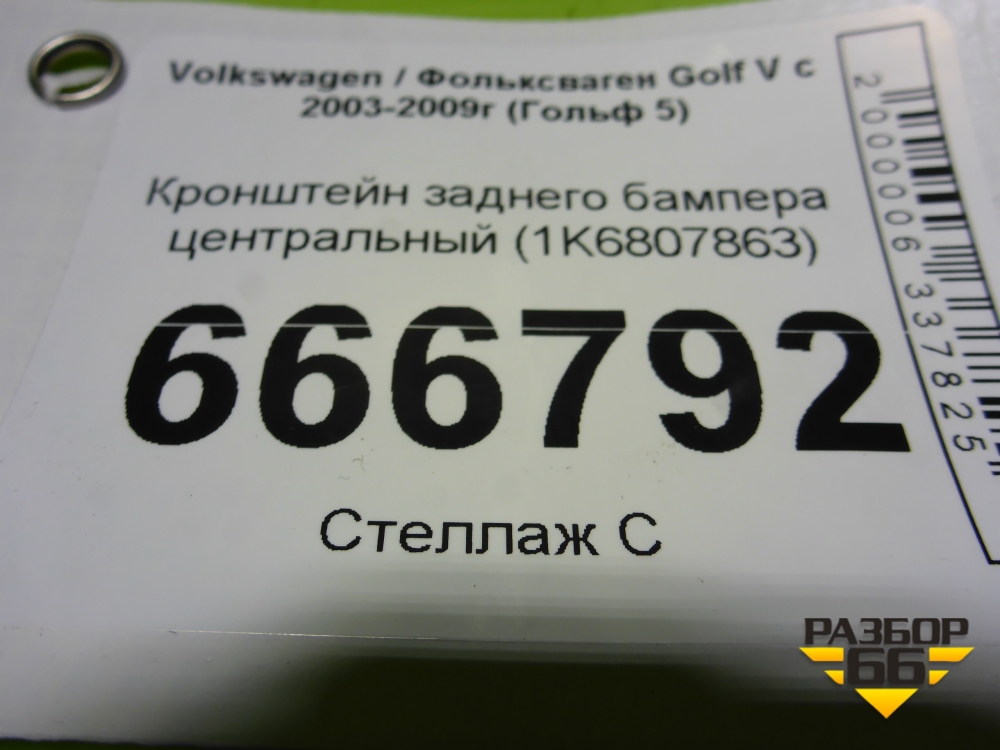 Volkswagen / Фольксваген Golf V с
2003-2009г (Гольф 5)
Кронштейн заднего бампера
центральный (1K6807863)
666792
Стеллаж С
2000006337825
РАЗБОР
66